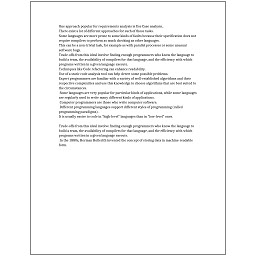 One approach popular for requirements analysis is Use Case analysis.
There exist a lot of different approaches for each of those tasks.
Some languages are more prone to some kinds of faults because their specification does not
require compilers to perform as much checking as other languages.
This can be a non-trivial task, for example as with parallel processes or some unusual
software bugs.
Trade-offs from this ideal involve finding enough programmers who know the language to
build a team, the availability of compilers for that language, and the efficiency with which
programs written in a given language execute.
Techniques like Code refactoring can enhance readability.
Use of a static code analysis tool can help detect some possible problems.
Expert programmers are familiar with a variety of well-established algorithms and their
respective complexities and use this knowledge to choose algorithms that are best suited to
the circumstances.
Some languages are very popular for particular kinds of applications, while some languages
are regularly used to write many different kinds of applications.
Computer programmers are those who write computer software.
Different programming languages support different styles of programming (called
programming paradigms).
It is usually easier to code in "high-level" languages than in "low-level" ones.
Trade-offs from this ideal involve finding enough programmers who know the language to
build a team, the availability of compilers for that language, and the efficiency with which
programs written in a given language execute.
In the 1880s, Herman Hollerith invented the concept of storing data in machine-readable
form.